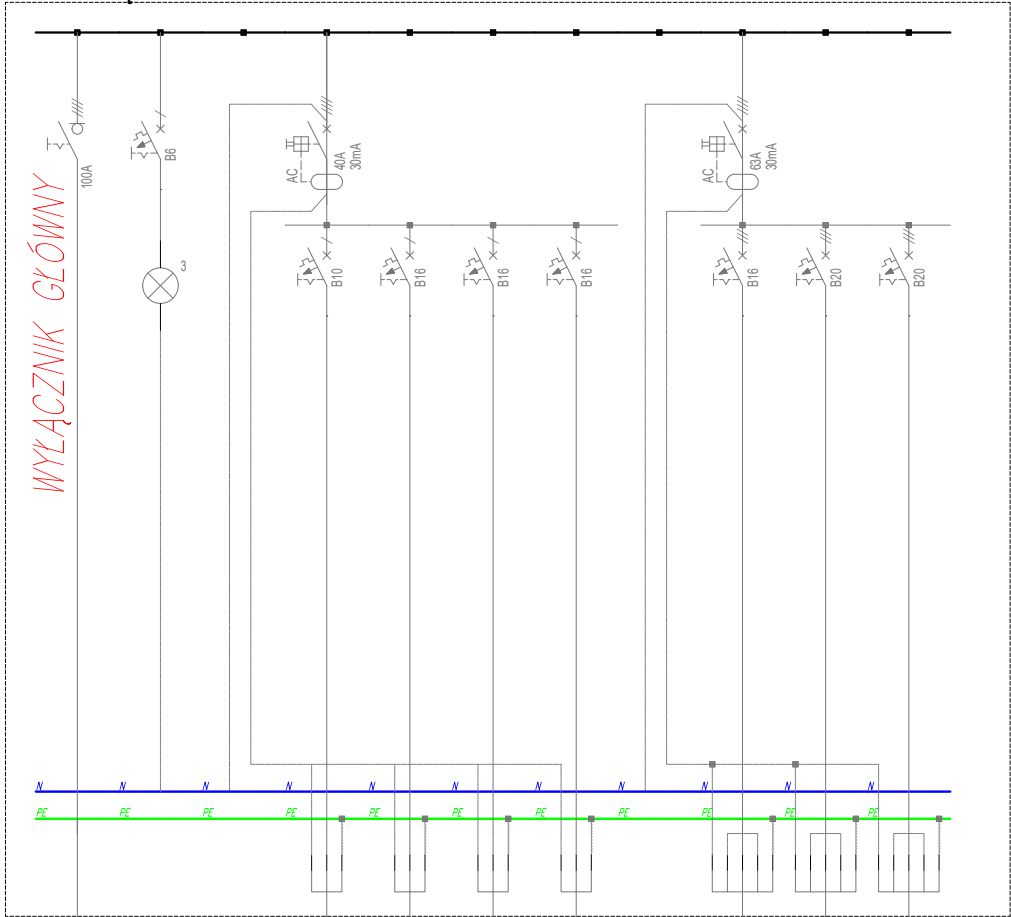 WYŁĄCZNIK GŁÓWNY
100A
B6
3
AC
40A
30mA
B10
B16
B16
B16
AC
63A
30mA
B16
B20
B20
N N N N N N N N N N N
PE PE PE PE PE PE PE PE PE PE PE